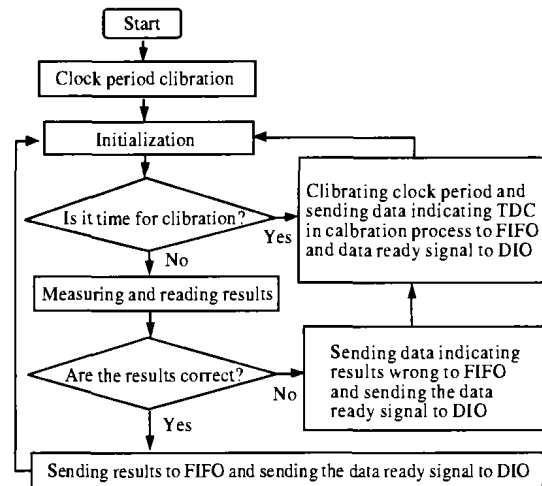 Start
Clock period clibration
Initialization
Is it time for clibration?
Yes
No
Clibrating clock period and
sending data indicating TDC
in calbration process to FIFO
and data ready signal to DIO
Measuring and reading results
Are the results correct?
No
Yes
Sending data indicating
results wrong to FIFO
and sending the data
ready signal to DIO
Sending results to FIFO and sending the data ready signal to DIO